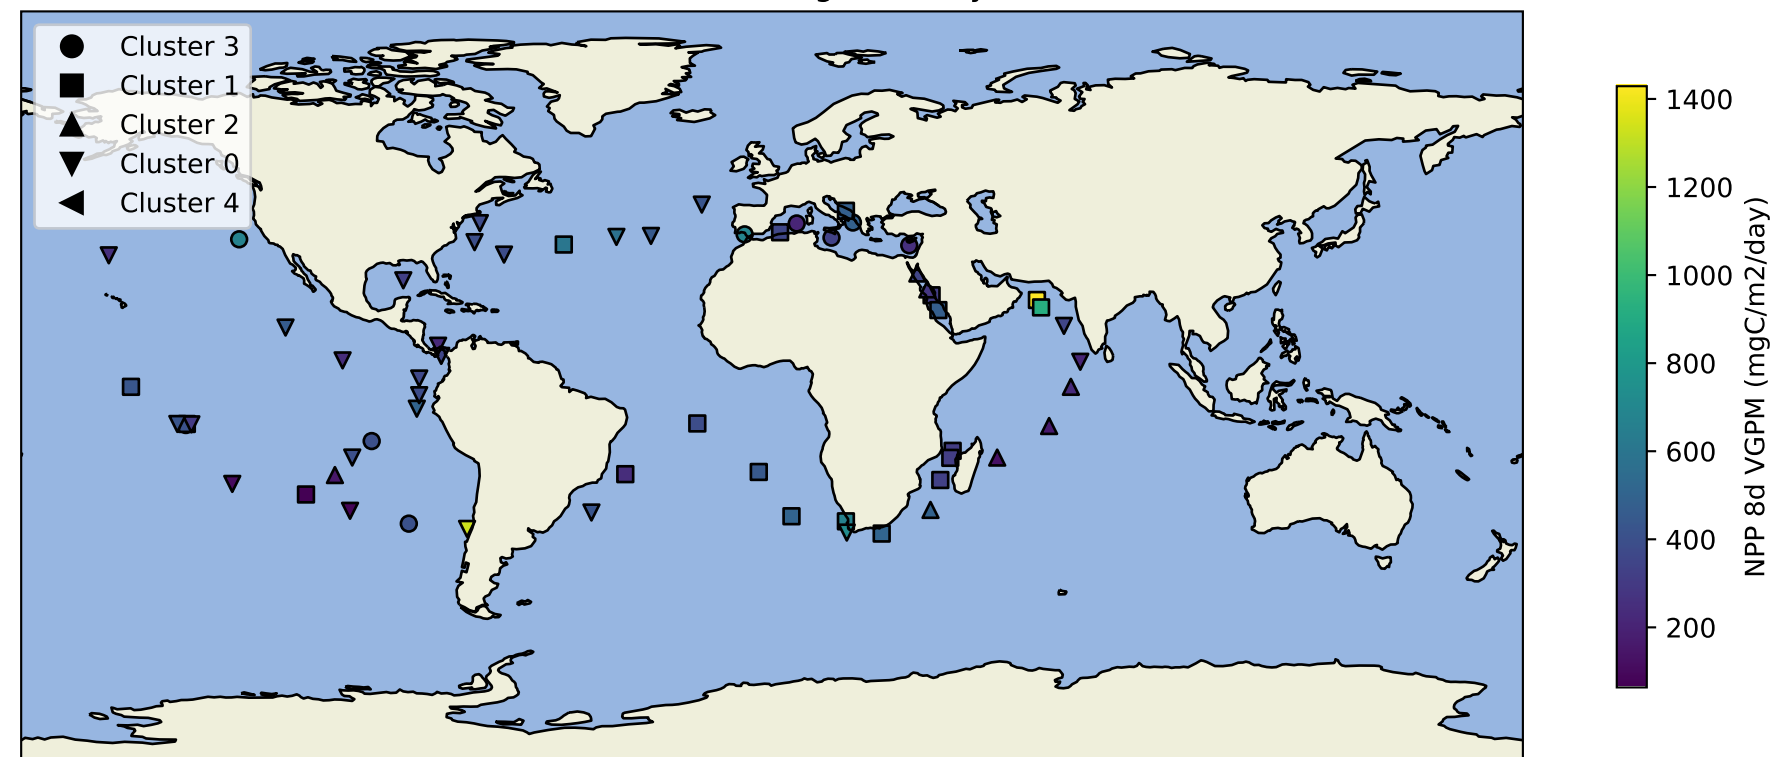 Cluster 3
Cluster 1
Cluster 2
Cluster 0
Cluster 4
1400
1200
1000
800
600
400
200
NPP 8d VGPM (mgC/m2/day)